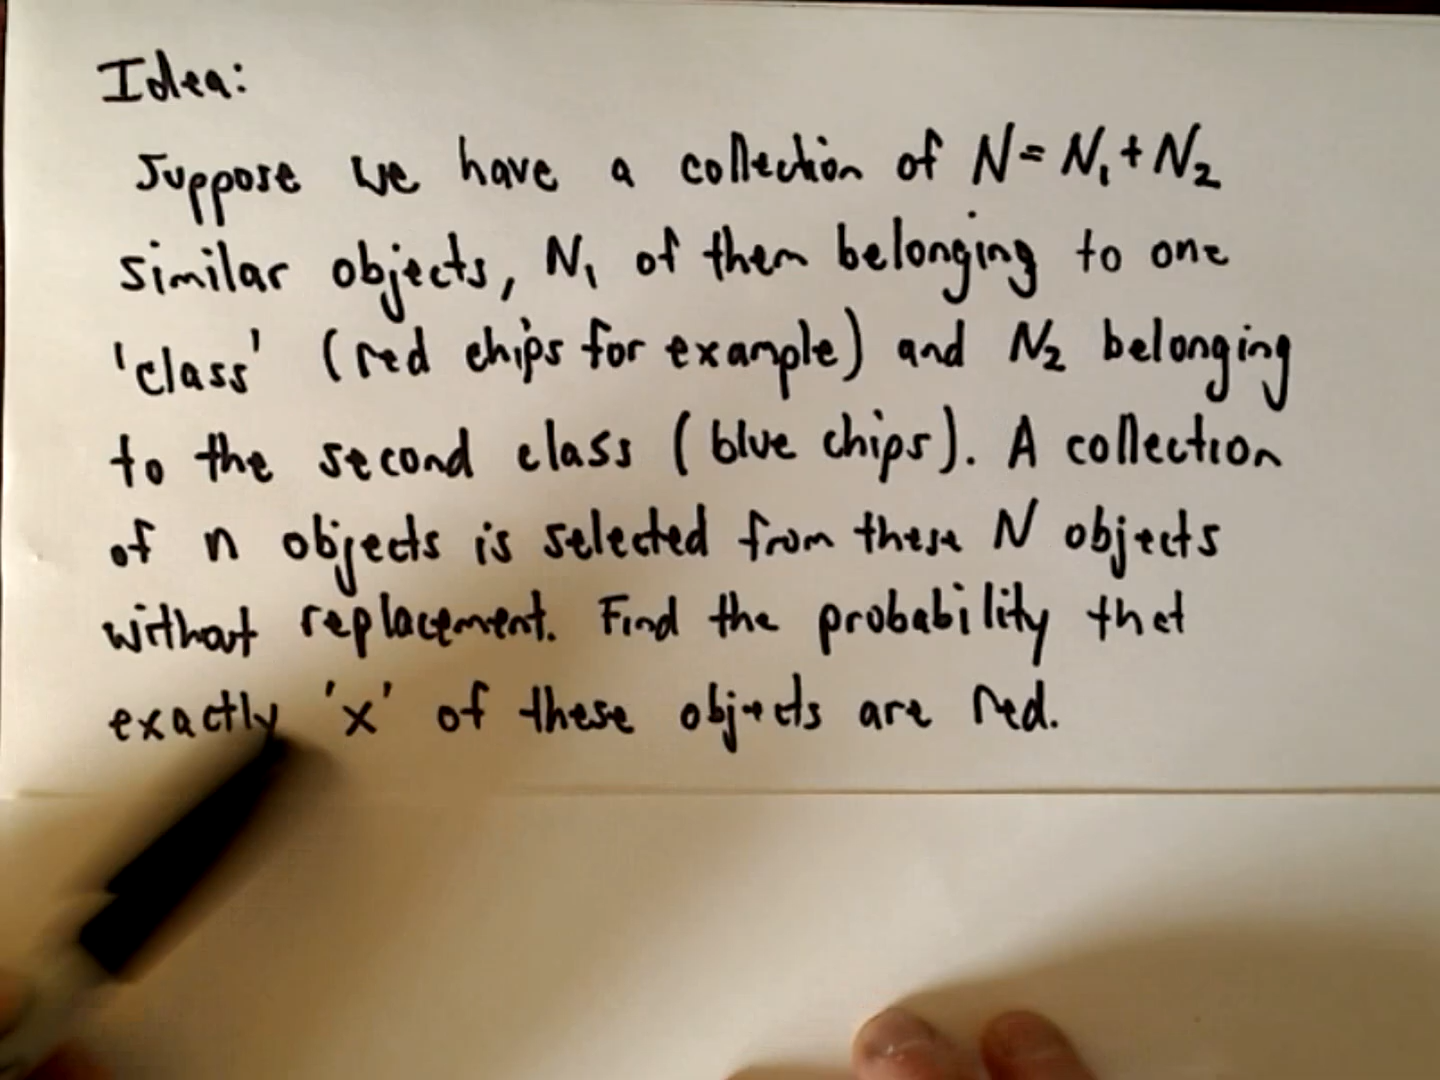 Idea:
Suppose we have a collection of N = N₁ + N₂
similar objects, N₁ of them belonging to one
'class' (red chips for example) and N₂ belonging
to the second class (blue chips). A collection
of n objects is selected from these N objects
without replacement. Find the probability that
exactly 'x' of these objects are red.